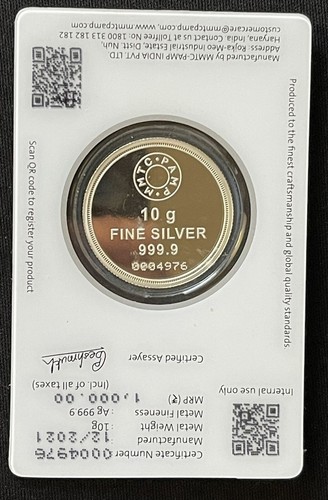 Manufactured by MMTC-PAMP INDIA PVT. LTD
Address: Rojka-Meo Industrial Estate, Distt. Nuh,
Haryana, India. Contact us at Tollfree No: 1800 313 282 182
customercare@mmtcpamp.com, www.mmtcpamp.com
Scan QR code to register your product
Produced to the finest craftsmanship and global quality standards.
MMTC · PAMP
10 g
FINE SILVER
999.9
0004976
Certified Assayer
Internal use only
Certificate Number : 0004976
Manufactured : 12/2021
Metal Weight : 10g
Metal Fineness : Ag 999.9
MRP (₹) : 1,000.00
(Incl. of all taxes)